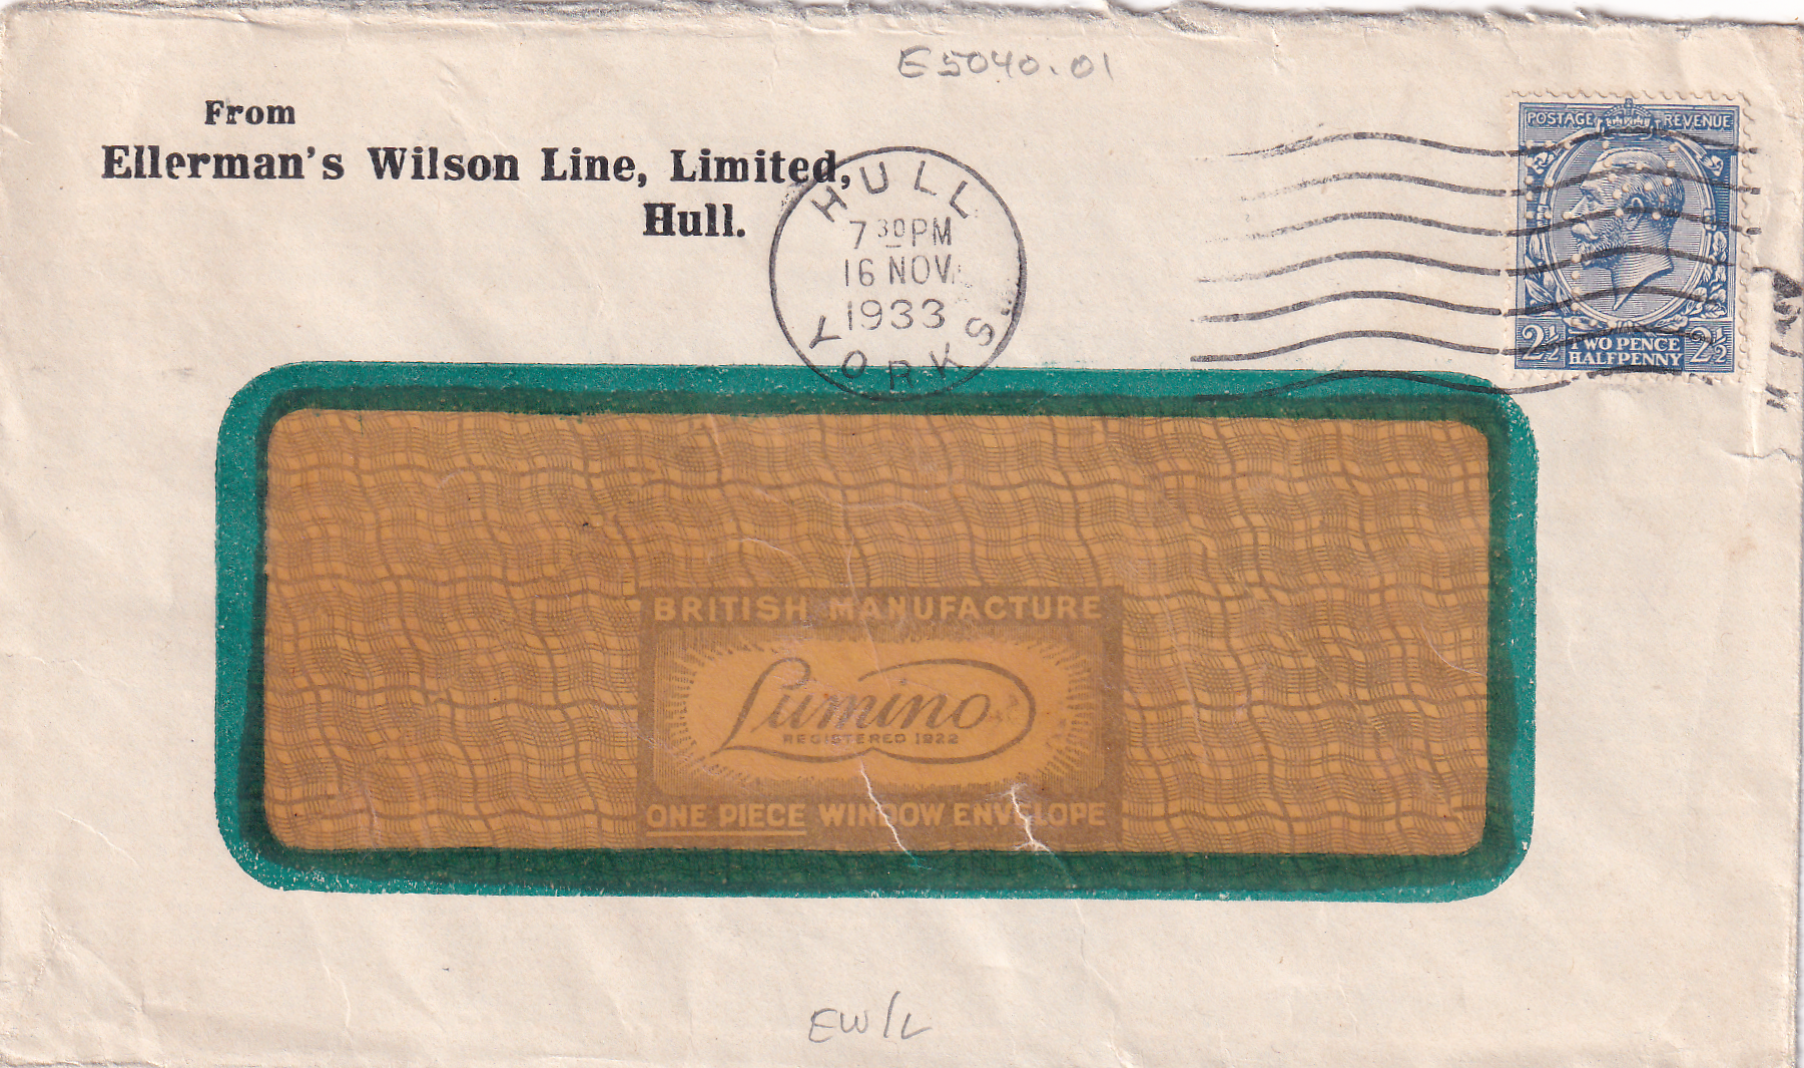 E5040.01
From
Ellerman's Wilson Line, Limited,
Hull.
HULL
7 30 PM
16 NOV
1933
YORKS
POSTAGE REVENUE
2½ TWO PENCE HALFPENNY 2½
BRITISH MANUFACTURE
Lumino
REGISTERED 1922
ONE PIECE WINDOW ENVELOPE
EW/L